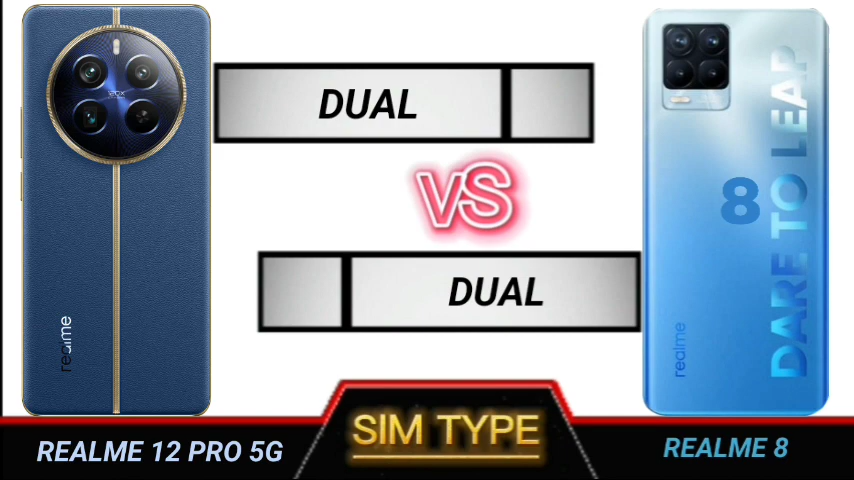 DUAL
VS
DUAL
realme
8
DARE TO LEAP
realme
SIM TYPE
REALME 12 PRO 5G
REALME 8